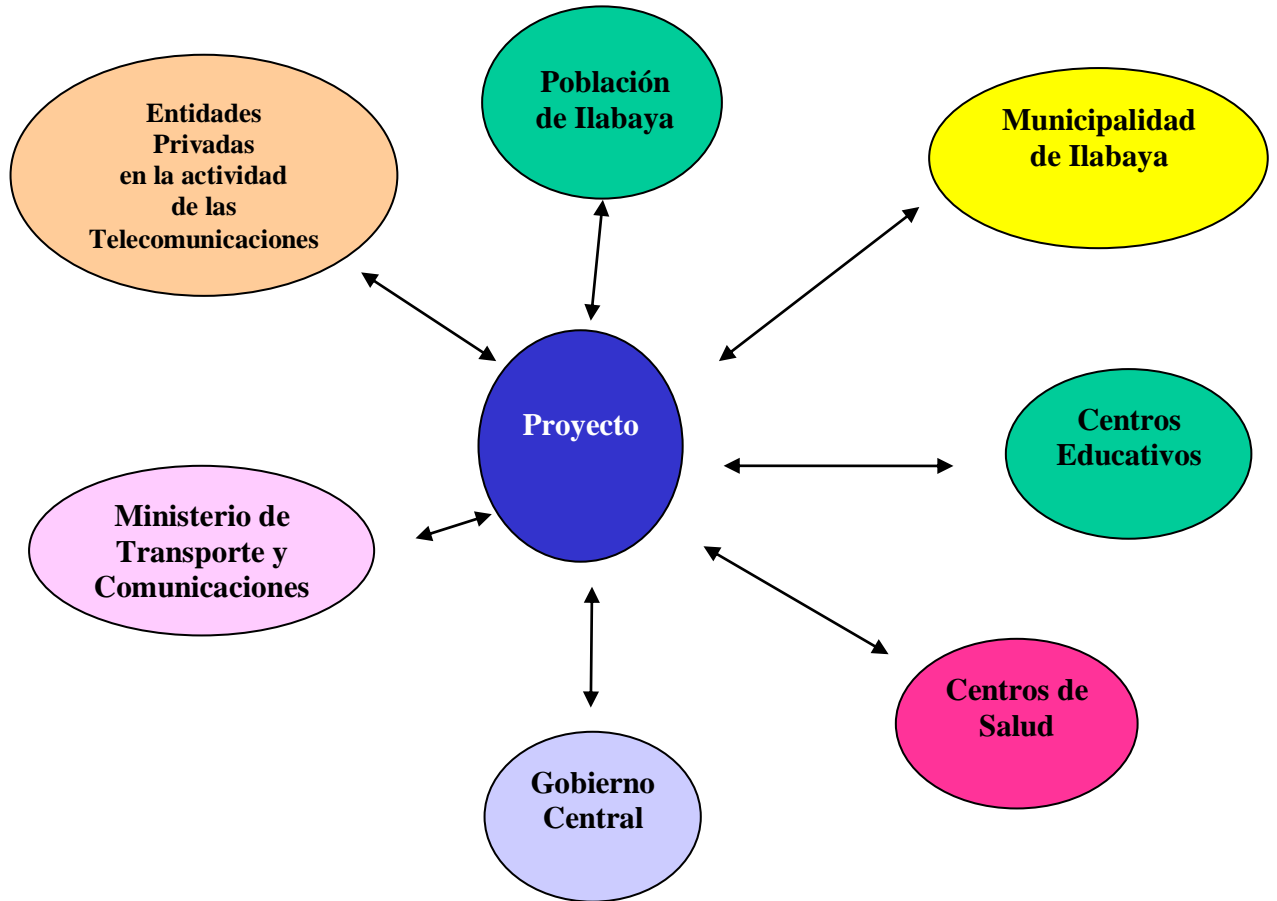 Entidades
Privadas
en la actividad
de las
Telecomunicaciones
Población
de Ilabaya
Municipalidad
de Ilabaya
Proyecto
Centros
Educativos
Ministerio de
Transporte y
Comunicaciones
Centros de
Salud
Gobierno
Central